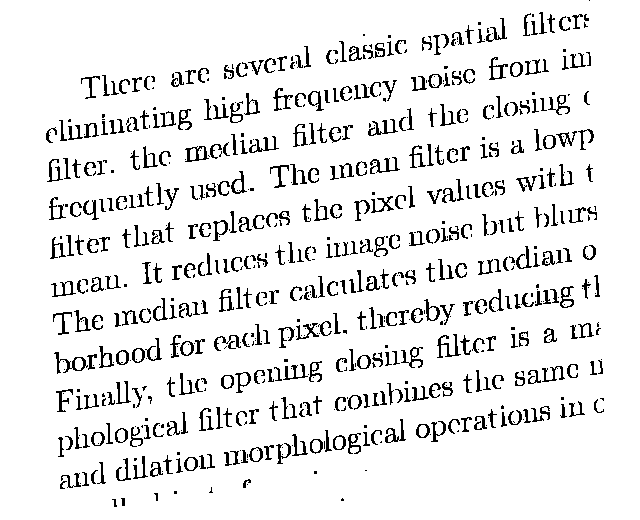 There are several classic spatial filters
eliminating high frequency noise from im
filter. the median filter and the closing
frequently used. The mean filter is a lowp
filter that replaces the pixel values with t
mean. It reduces the image noise but blurs
The median filter calculates the median o
borhood for each pixel. thereby reducing th
Finally, the opening closing filter is a ma
phological filter that combines the same
and dilation morphological operations in